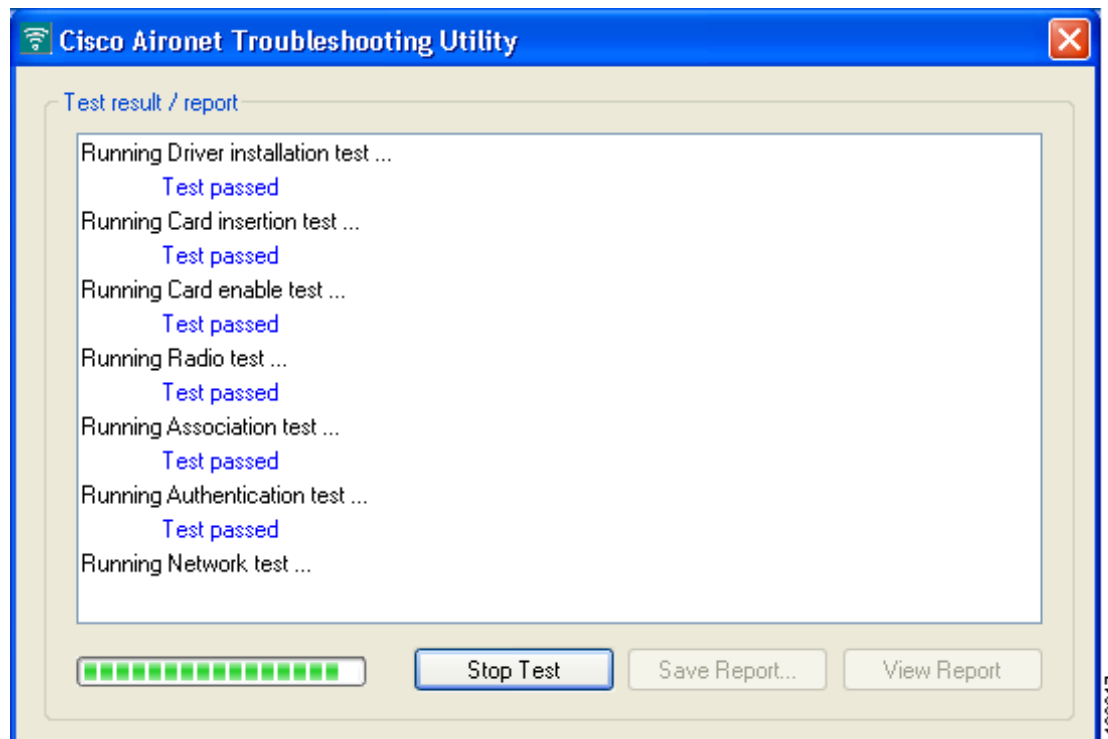 Cisco Aironet Troubleshooting Utility
Test result / report
Running Driver installation test ...
Test passed
Running Card insertion test ...
Test passed
Running Card enable test ...
Test passed
Running Radio test ...
Test passed
Running Association test ...
Test passed
Running Authentication test ...
Test passed
Running Network test ...
Stop Test
Save Report...
View Report